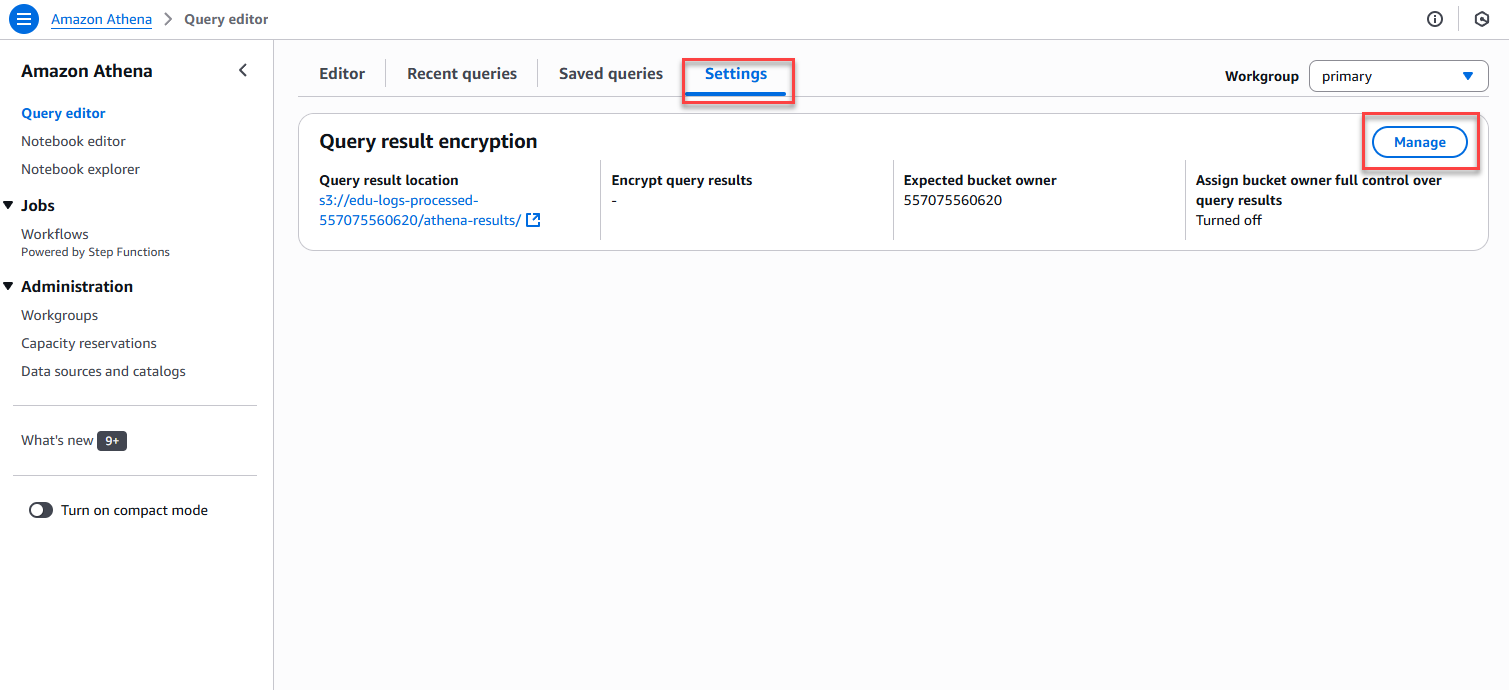 Amazon Athena > Query editor
Amazon Athena
Query editor
Notebook editor
Notebook explorer
Jobs
Workflows
Powered by Step Functions
Administration
Workgroups
Capacity reservations
Data sources and catalogs
What's new 9+
Turn on compact mode
Editor
Recent queries
Saved queries
Settings
Workgroup
primary
Query result encryption
Manage
Query result location
s3://edu-logs-processed-
557075560620/athena-results/
Encrypt query results
-
Expected bucket owner
557075560620
Assign bucket owner full control over
query results
Turned off